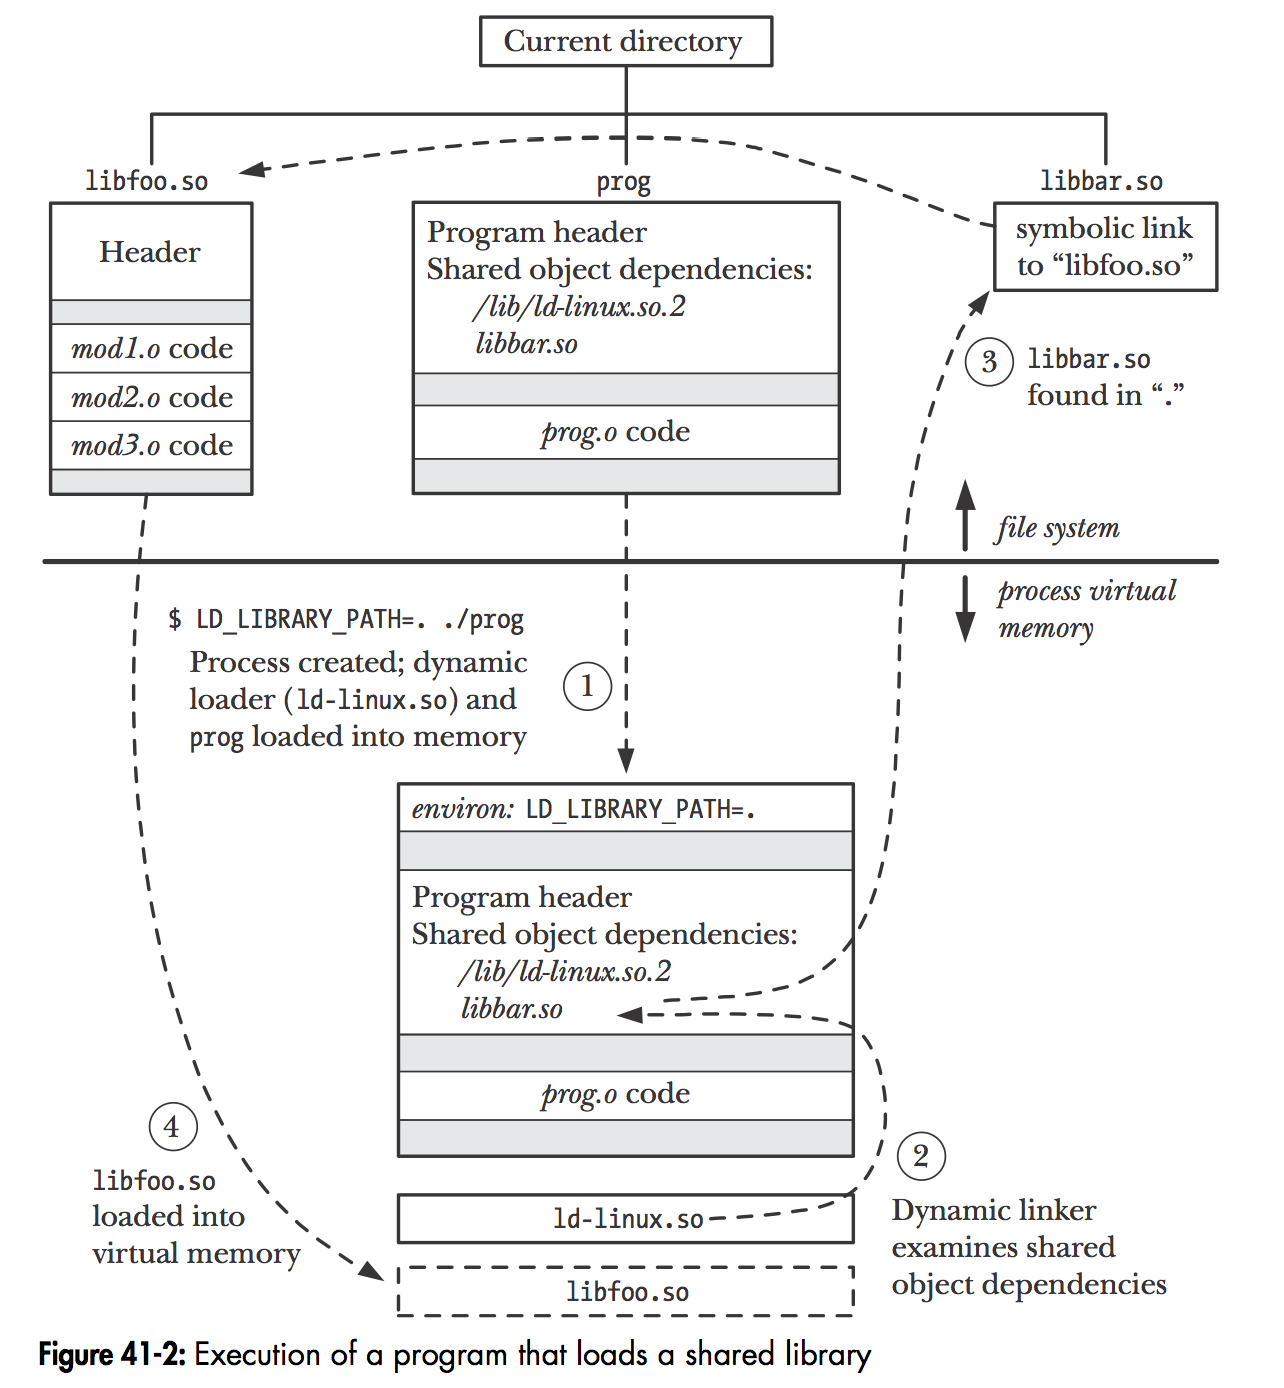 Current directory
libfoo.so
Header
mod1.o code
mod2.o code
mod3.o code
prog
Program header
Shared object dependencies:
/lib/ld-linux.so.2
libbar.so
prog.o code
libbar.so
symbolic link
to “libfoo.so”
3
libbar.so
found in “.”
file system
process virtual
memory
$ LD_LIBRARY_PATH=. ./prog
Process created; dynamic
loader (ld-linux.so) and
prog loaded into memory
1
environ: LD_LIBRARY_PATH=.
Program header
Shared object dependencies:
/lib/ld-linux.so.2
libbar.so
prog.o code
4
libfoo.so
loaded into
virtual memory
2
Dynamic linker
examines shared
object dependencies
ld-linux.so
libfoo.so
Figure 41-2: Execution of a program that loads a shared library